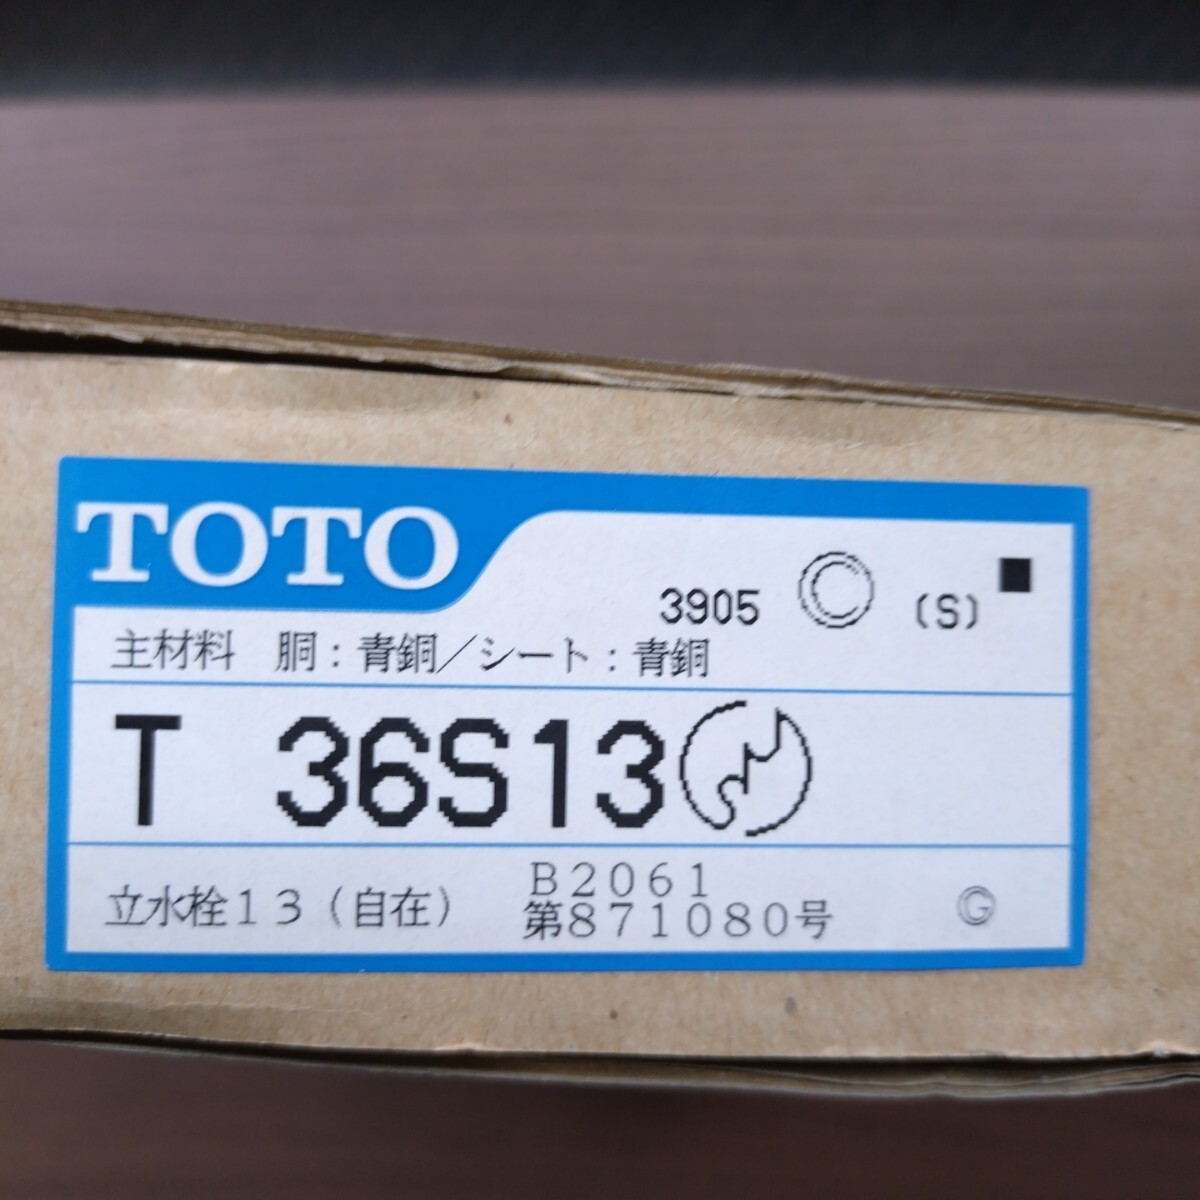 TOTO
3905 (S)
主材料 胴：青銅／シート：青銅
T 36S13
立水栓13（自在）
B2061
第871080号
G